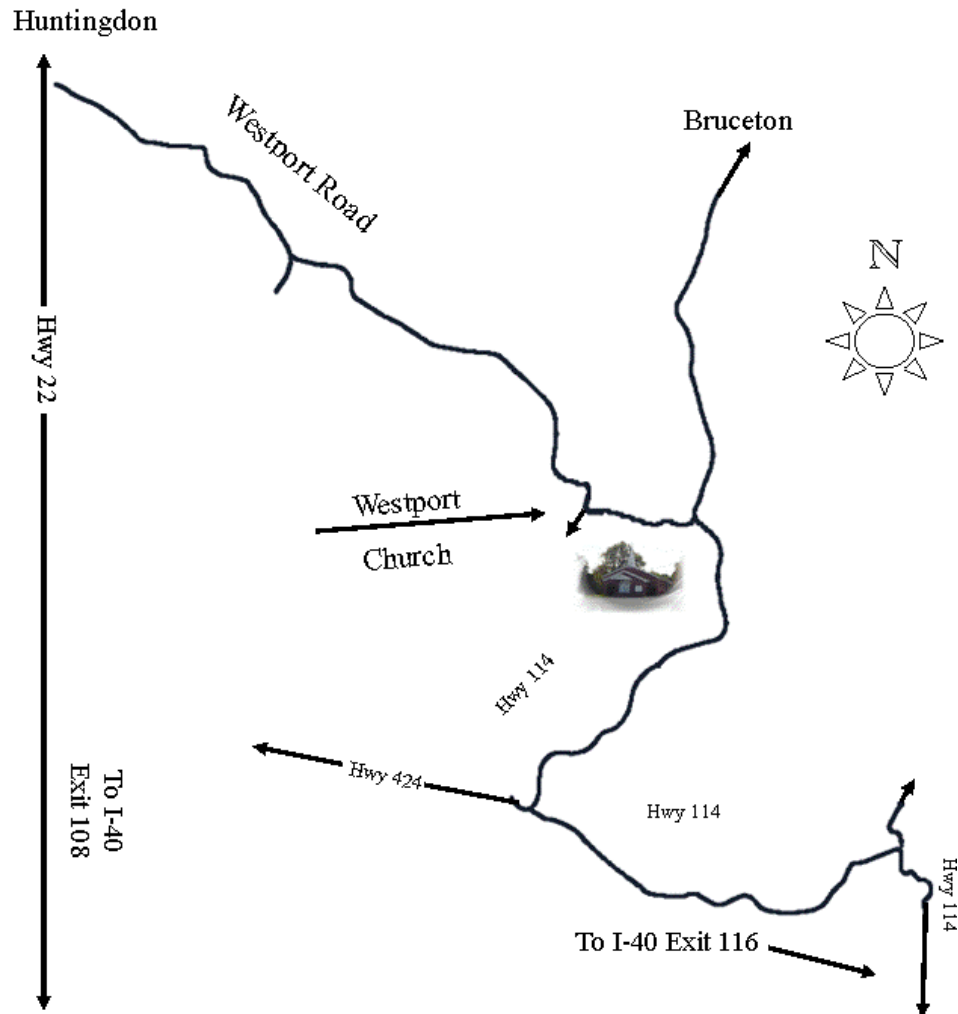 Huntingdon
Westport Road
Bruceton
N
Hwy 22
Westport
Church
Hwy 114
Hwy 424
To I-40
Exit 108
Hwy 114
Hwy 114
To I-40 Exit 116